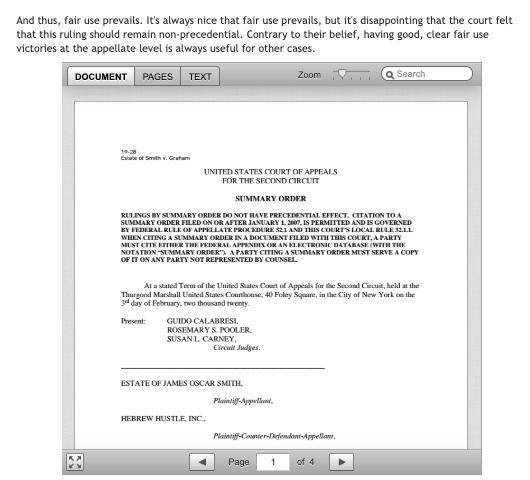 And thus, fair use prevails. It's always nice that fair use prevails, but it's disappointing that the court felt
that this ruling should remain non-precedential. Contrary to their belief, having good, clear fair use
victories at the appellate level is always useful for other cases.
DOCUMENT PAGES TEXT Zoom Search
19-28
Estate of Smith v. Graham
UNITED STATES COURT OF APPEALS
FOR THE SECOND CIRCUIT
SUMMARY ORDER
RULINGS BY SUMMARY ORDER DO NOT HAVE PRECEDENTIAL EFFECT. CITATION TO A
SUMMARY ORDER FILED ON OR AFTER JANUARY 1, 2007, IS PERMITTED AND IS GOVERNED
BY FEDERAL RULE OF APPELLATE PROCEDURE 32.1 AND THIS COURT'S LOCAL RULE 32.1.1.
WHEN CITING A SUMMARY ORDER IN A DOCUMENT FILED WITH THIS COURT, A PARTY
MUST CITE EITHER THE FEDERAL APPENDIX OR AN ELECTRONIC DATABASE (WITH THE
NOTATION "SUMMARY ORDER"). A PARTY CITING A SUMMARY ORDER MUST SERVE A COPY
OF IT ON ANY PARTY NOT REPRESENTED BY COUNSEL.
At a stated Term of the United States Court of Appeals for the Second Circuit, held at the
Thurgood Marshall United States Courthouse, 40 Foley Square, in the City of New York on the
3rd day of February, two thousand twenty.
Present: GUIDO CALABRESI,
ROSEMARY S. POOLER,
SUSAN L. CARNEY,
Circuit Judges.
ESTATE OF JAMES OSCAR SMITH,
Plaintiff-Appellant,
HEBREW HUSTLE, INC.,
Plaintiff-Counter-Defendant-Appellant,
Page 1 of 4